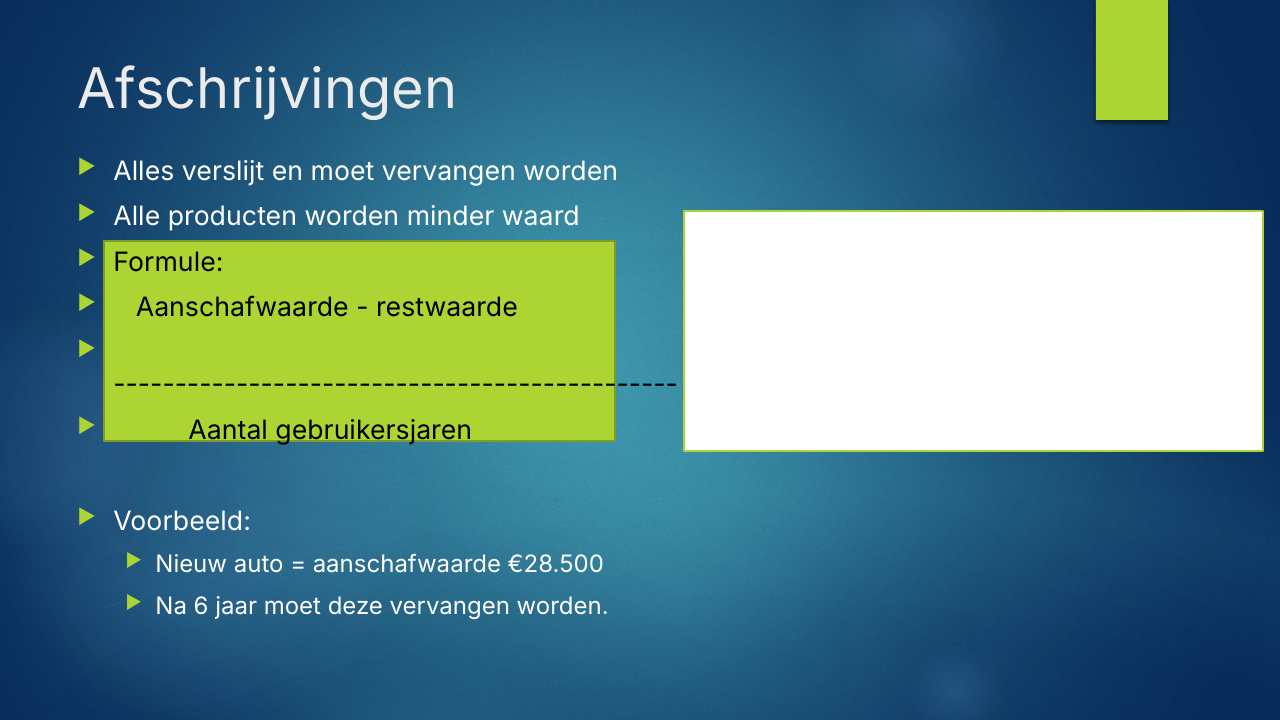 Afschrijvingen
Alles verslijt en moet vervangen worden
Alle producten worden minder waard
Formule:
Aanschafwaarde - restwaarde
----------------------------------------------
Aantal gebruikersjaren
Voorbeeld:
Nieuw auto = aanschafwaarde €28.500
Na 6 jaar moet deze vervangen worden.